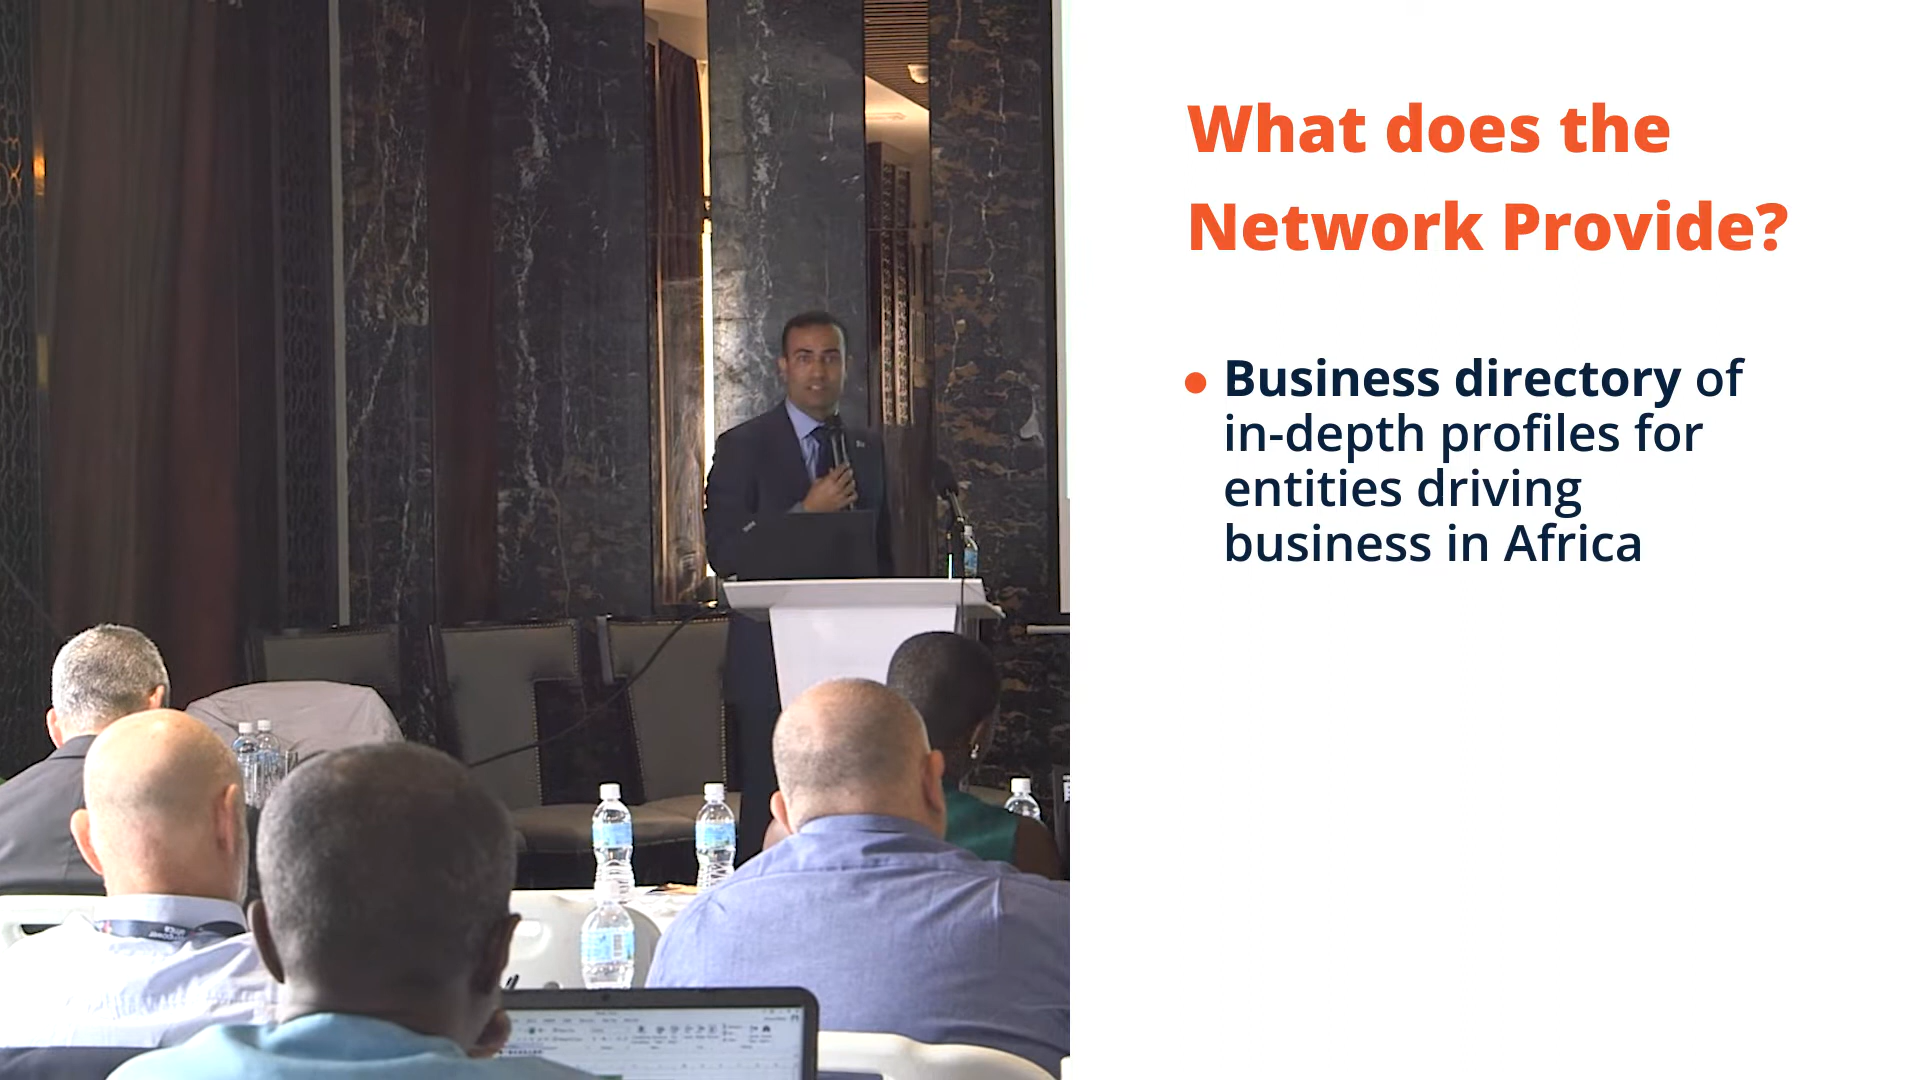 What does the
Network Provide?
• Business directory of
in-depth profiles for
entities driving
business in Africa